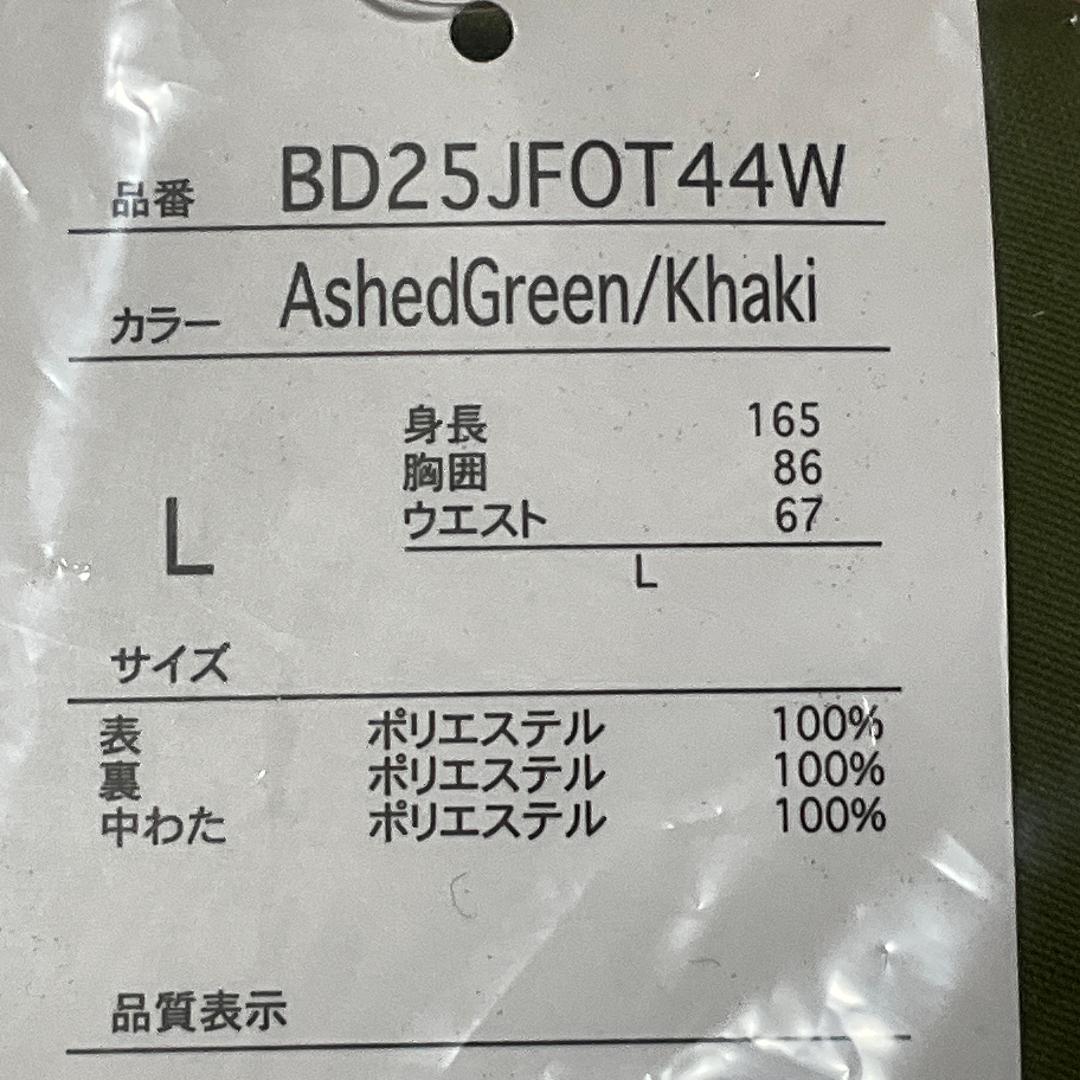 品番 BD25JFOT44W
カラー AshedGreen/Khaki
身長 165
胸囲 86
ウエスト 67
L
L
サイズ
表 ポリエステル 100%
裏 ポリエステル 100%
中わた ポリエステル 100%
品質表示